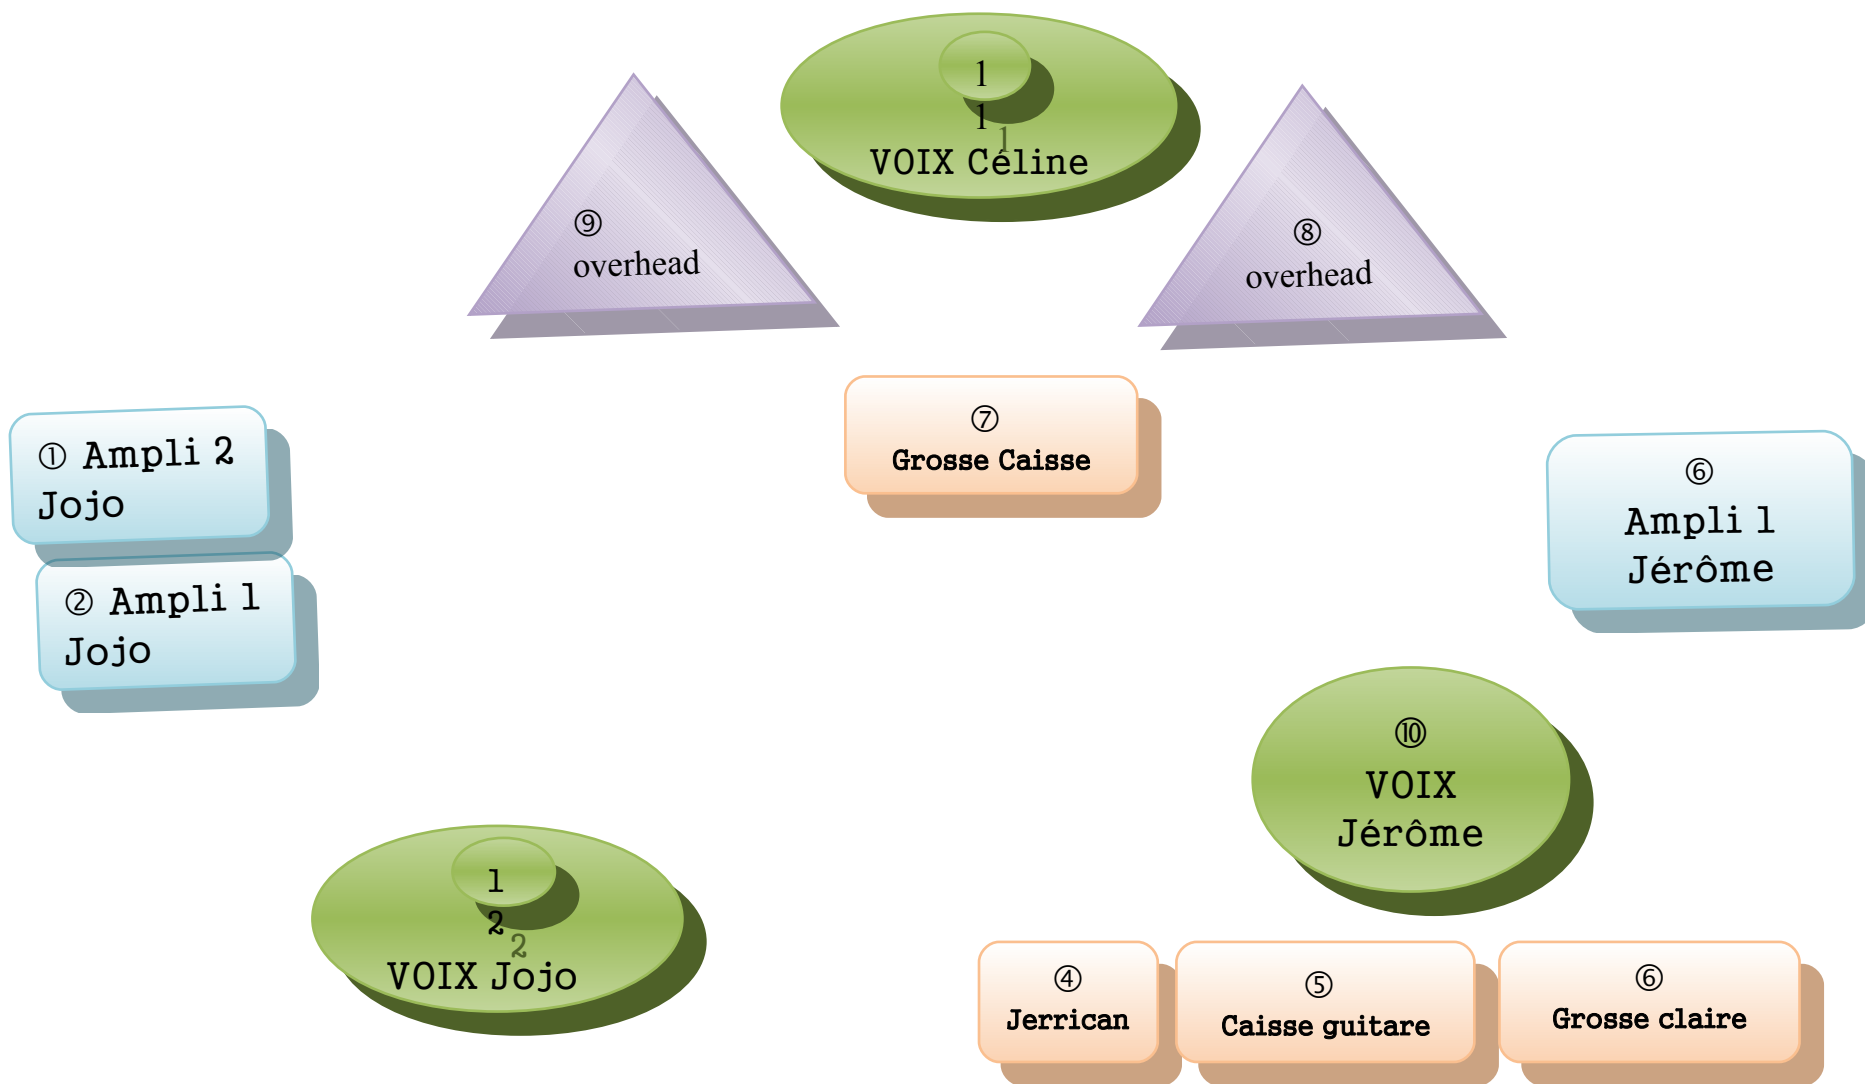 1
1
1
VOIX Céline
⑨
overhead
⑧
overhead
⑦
Grosse Caisse
① Ampli 2
Jojo
② Ampli 1
Jojo
⑥
Ampli 1
Jérôme
⑩
VOIX
Jérôme
1
2
2
VOIX Jojo
④
Jerrican
⑤
Caisse guitare
⑥
Grosse claire